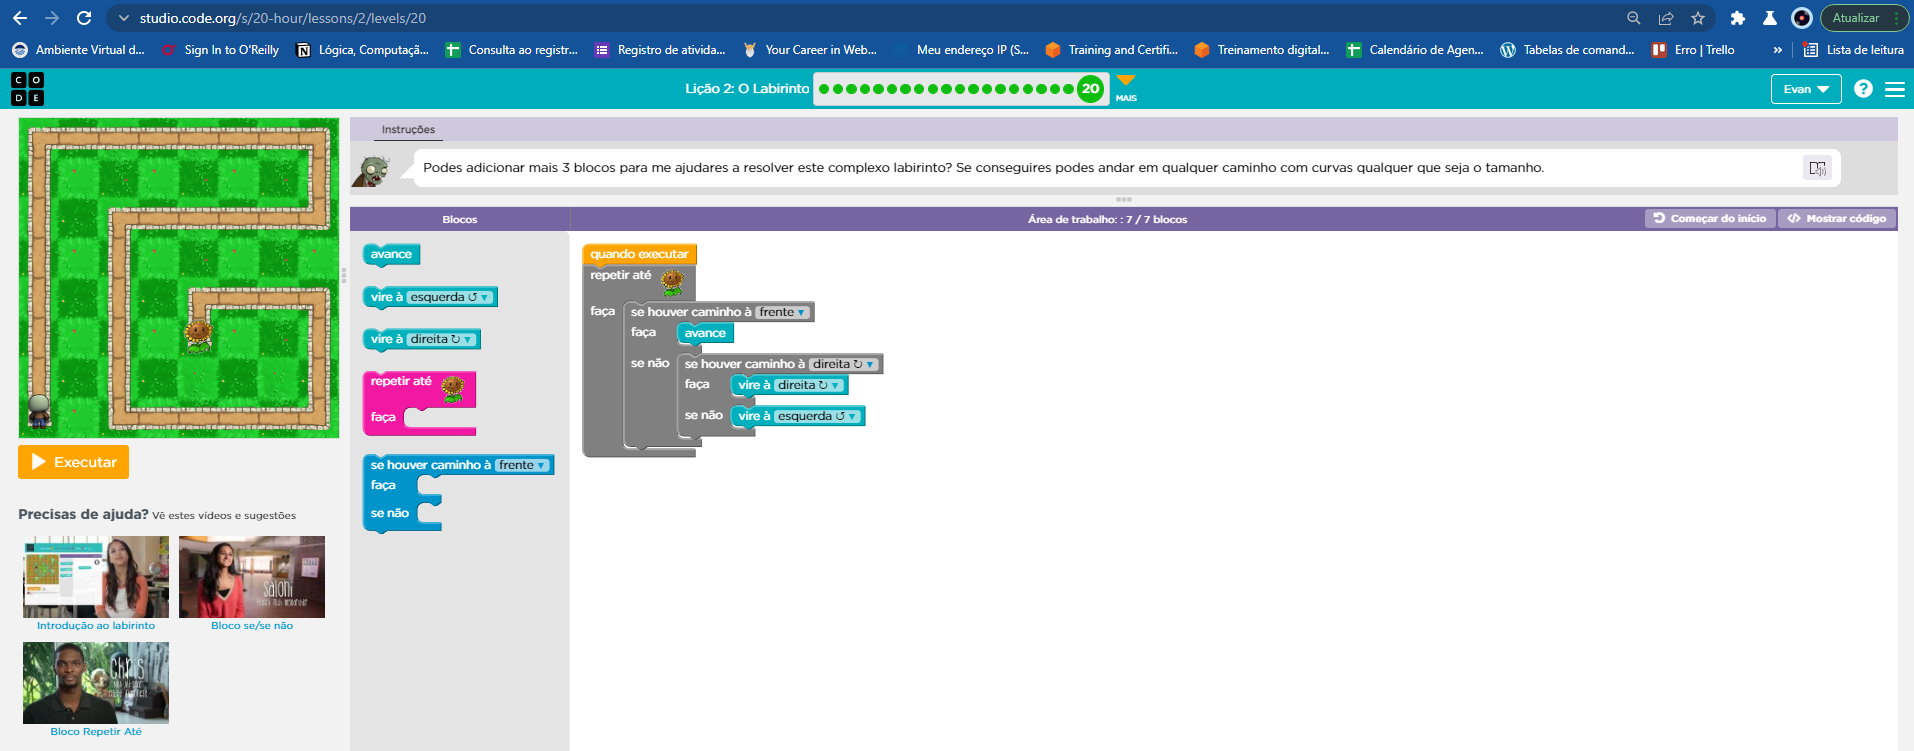 studio.code.org/s/20-hour/lessons/2/levels/20
Atualizar
Ambiente Virtual d...
Sign In to O'Reilly
Lógica, Computaçã...
Consulta ao registr...
Registro de ativida...
Your Career in Web...
Meu endereço IP (S...
Training and Certifi...
Treinamento digital...
Calendário de Agen...
Tabelas de comand...
Erro | Trello
»
Lista de leitura
C O
D E
Lição 2: O Labirinto
20
MAIS
Evan
?
Instruções
Podes adicionar mais 3 blocos para me ajudares a resolver este complexo labirinto? Se conseguires podes andar em qualquer caminho com curvas qualquer que seja o tamanho.
Blocos
Área de trabalho: : 7 / 7 blocos
Começar do início
Mostrar código
avance
vire à esquerda ↺
vire à direita ↻
repetir até
faça
se houver caminho à frente
faça
se não
quando executar
repetir até
faça
se houver caminho à frente
faça
avance
se não
se houver caminho à direita ↻
faça
vire à direita ↻
se não
vire à esquerda ↺
Executar
Precisas de ajuda? Vê estes vídeos e sugestões
Introdução ao labirinto
saloni
Bloco se/se não
chris
Bloco Repetir Até